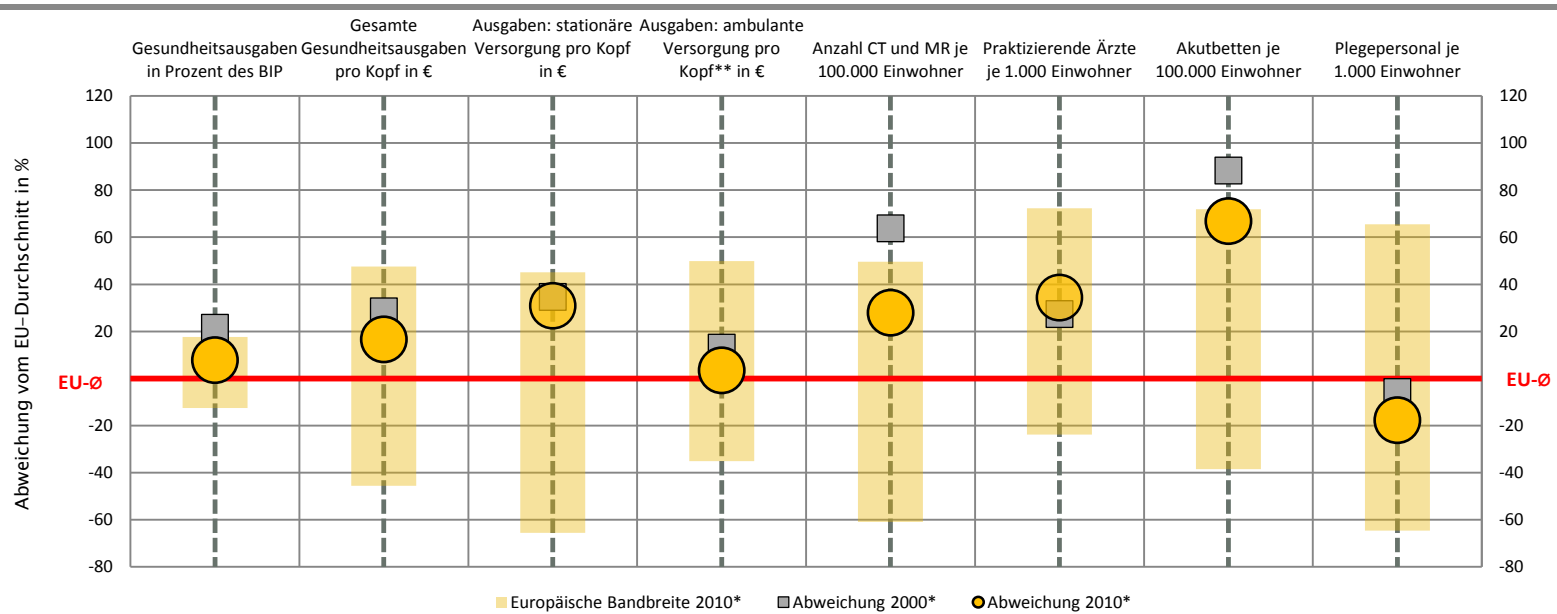 Gesundheitsausgaben
in Prozent des BIP
Gesamte
Gesundheitsausgaben
pro Kopf in €
Ausgaben: stationäre
Versorgung pro Kopf
in €
Ausgaben: ambulante
Versorgung pro
Kopf** in €
Anzahl CT und MR je
100.000 Einwohner
Praktizierende Ärzte
je 1.000 Einwohner
Akutbetten je
100.000 Einwohner
Plegepersonal je
1.000 Einwohner
Abweichung vom EU-Durchschnitt in %
120
100
80
60
40
20
EU-Ø
-20
-40
-60
-80
120
100
80
60
40
20
EU-Ø
-20
-40
-60
-80
Europäische Bandbreite 2010*
Abweichung 2000*
Abweichung 2010*